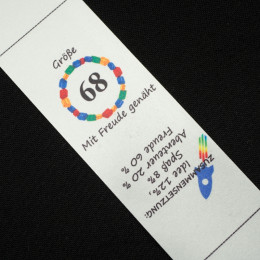 Größe
68
Mit Freude genäht
ZUSAMMENSETZUNG:
Idee 12%,
Spaß 8%
Abenteuer 20 %
Freude 60 %